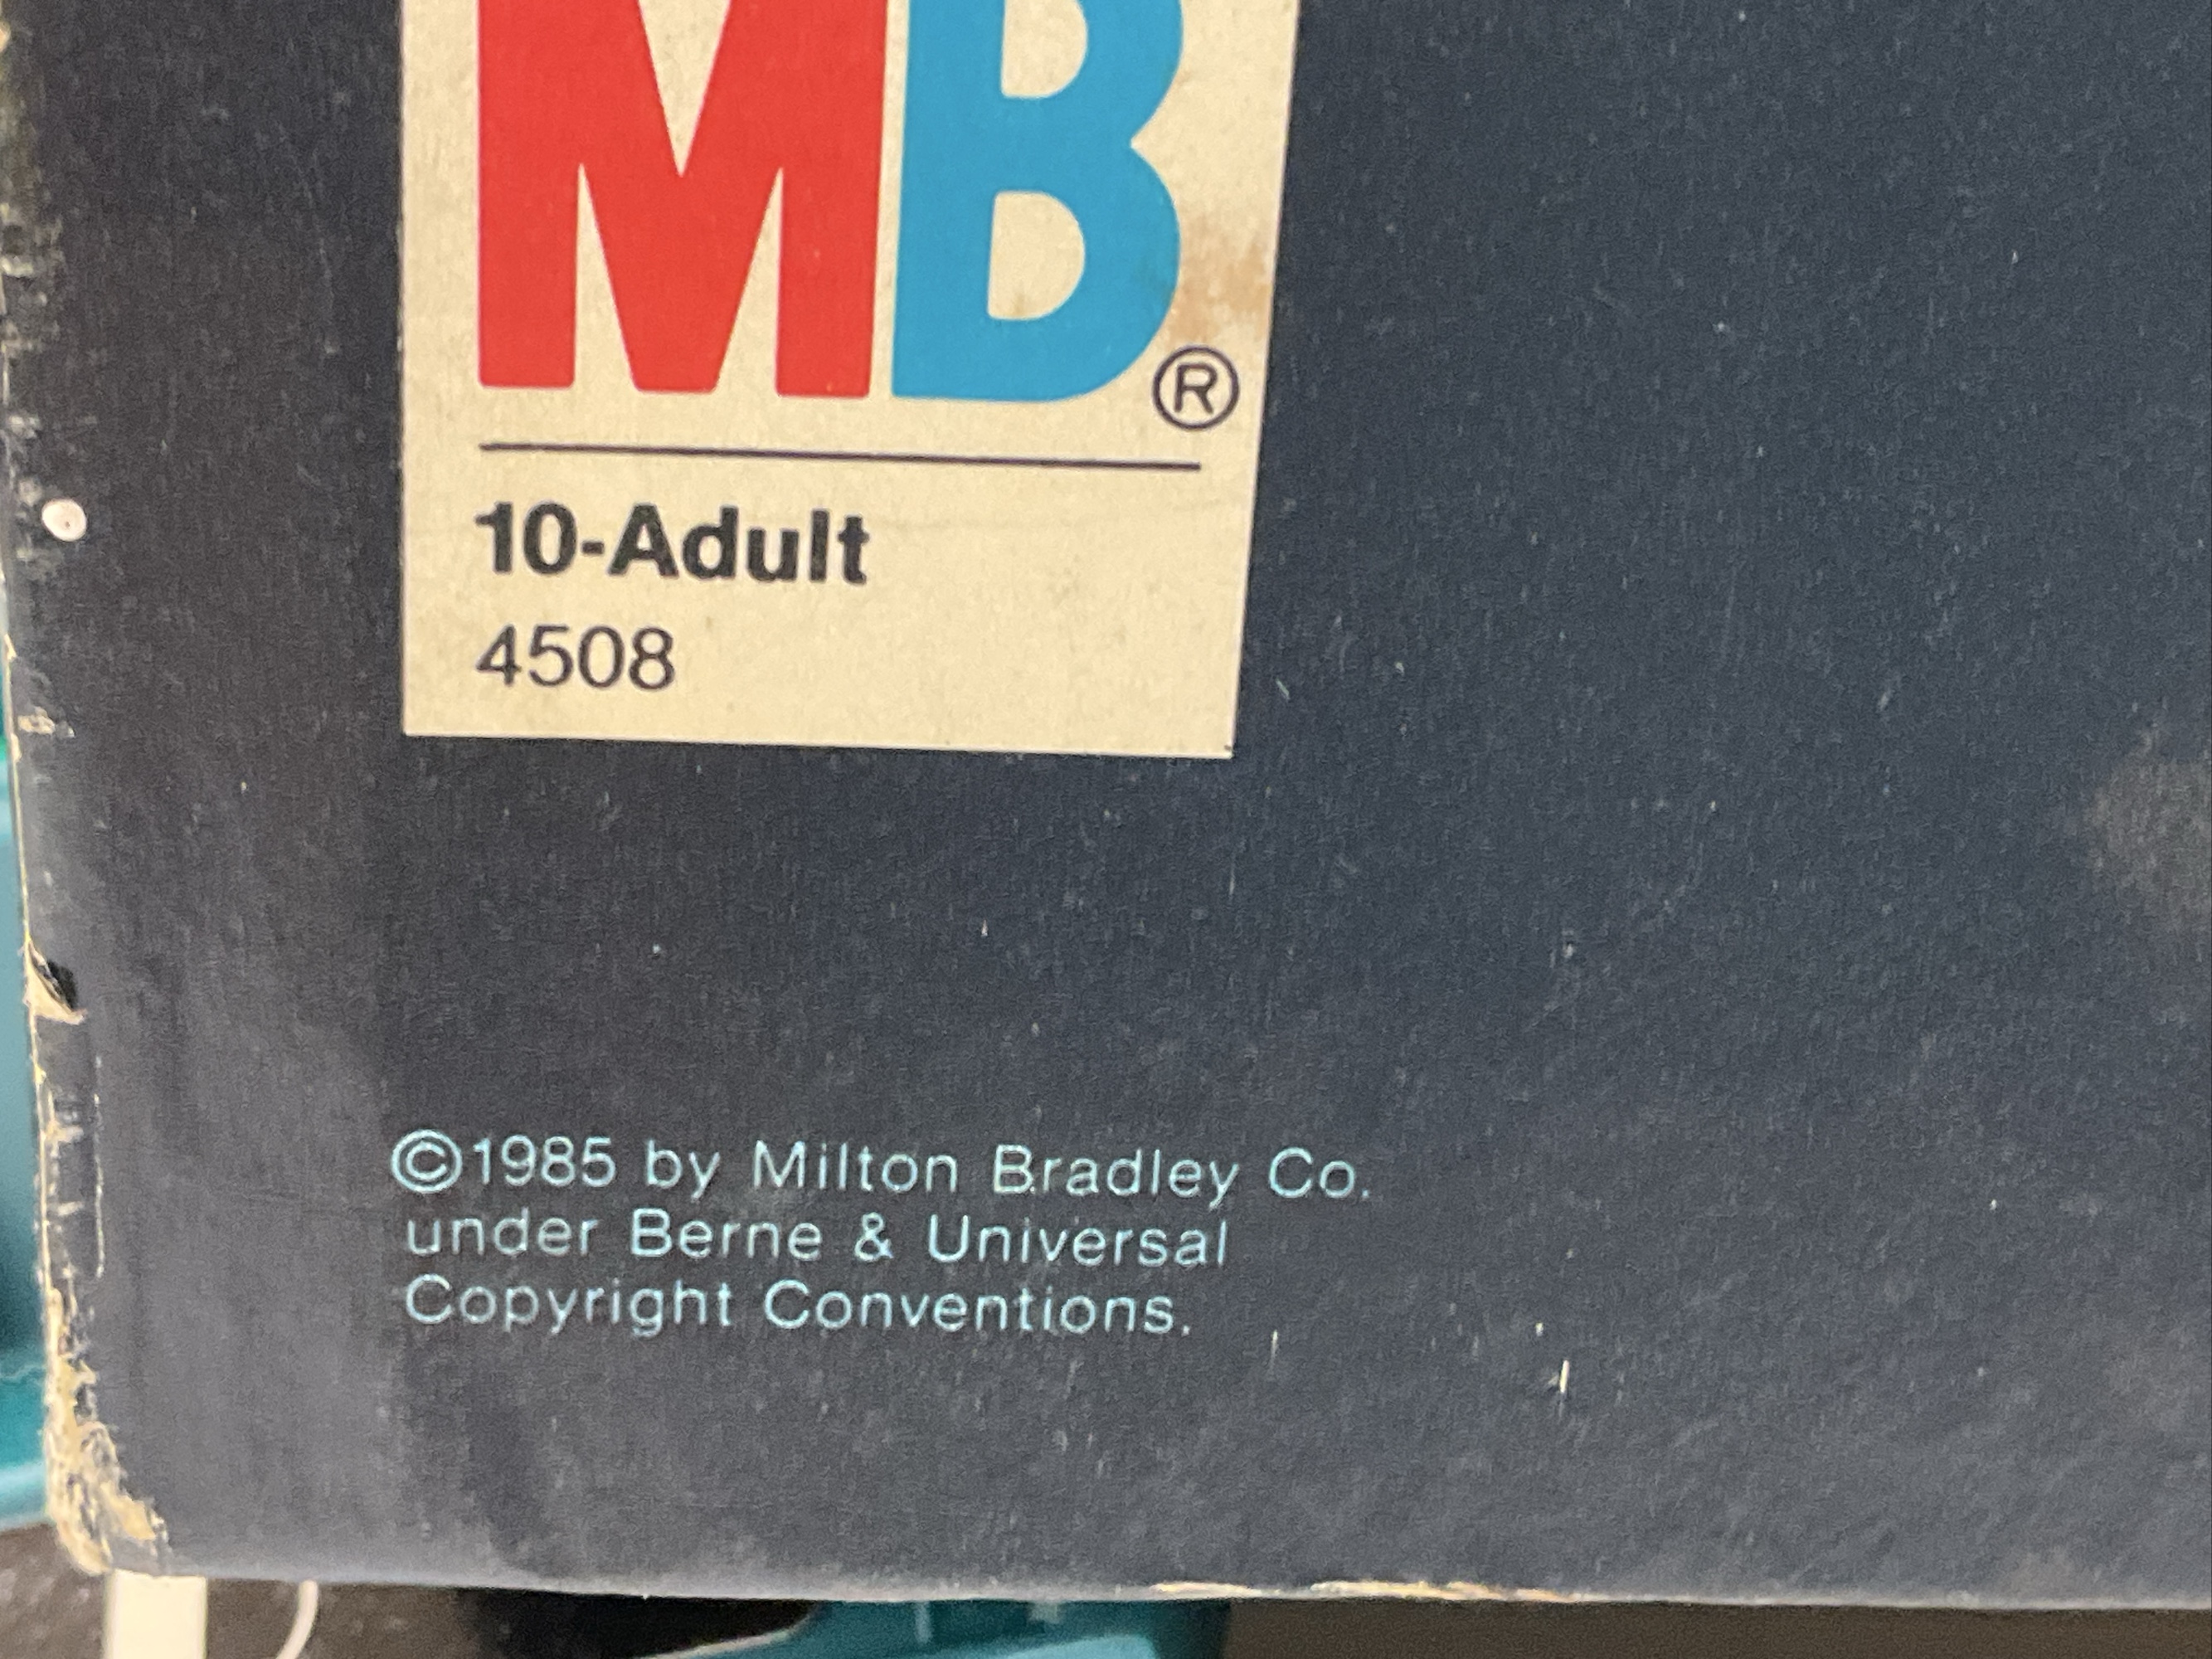 MB®
10-Adult
4508
©1985 by Milton Bradley Co.
under Berne & Universal
Copyright Conventions.